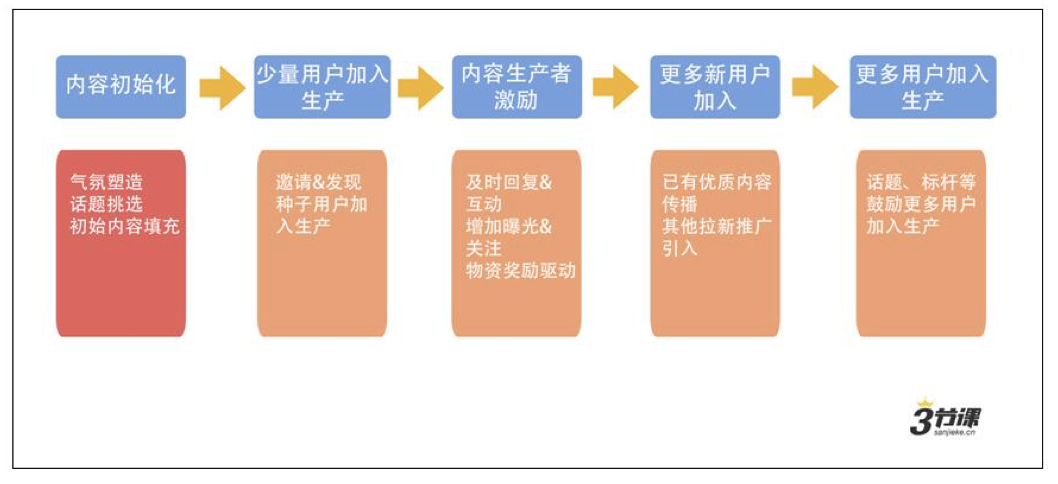 内容初始化
少量用户加入
生产
内容生产者
激励
更多新用户
加入
更多用户加入
生产
气氛塑造
话题挑选
初始内容填充
邀请&发现
种子用户加
入生产
及时回复&
互动
增加曝光&
关注
物资奖励驱动
已有优质内容
传播
其他拉新推广
引入
话题、标杆等
鼓励更多用户
加入生产
3节课
sanjieke.cn